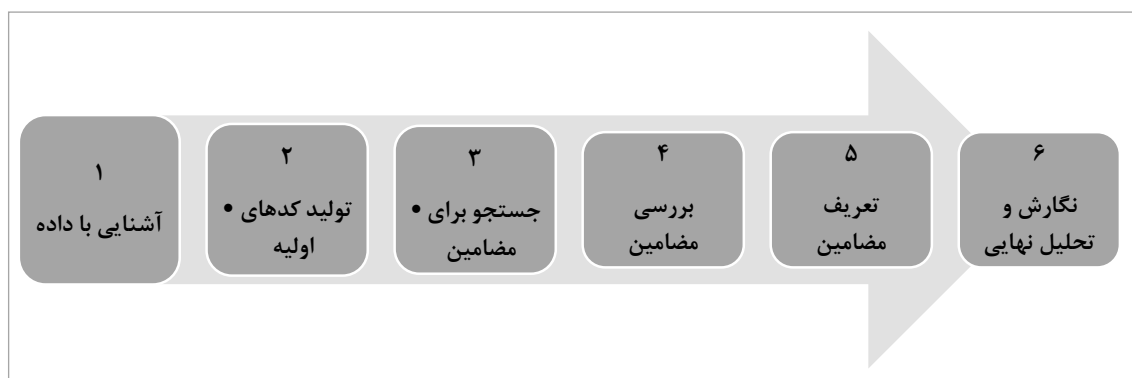 ۱
آشنایی با داده
۲
• تولید کدهای
اولیه
۳
• جستجو برای
مضامین
۴
بررسی
مضامین
۵
تعریف
مضامین
۶
نگارش و
تحلیل نهایی